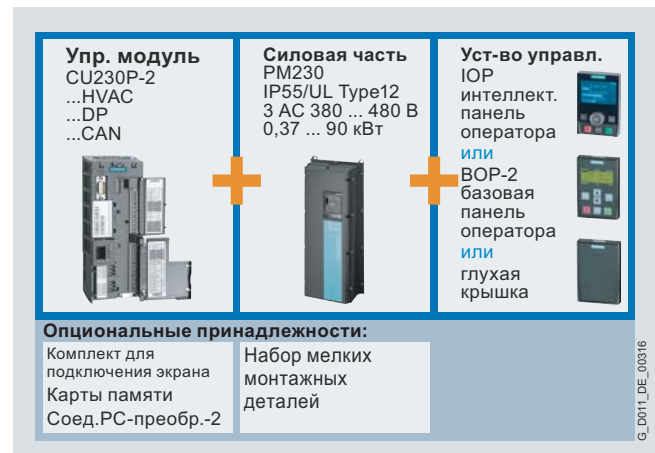 Упр. модуль
CU230P-2
...HVAC
...DP
...CAN
Силовая часть
PM230
IP55/UL Type12
3 AC 380 ... 480 В
0,37 ... 90 кВт
Уст-во управл.
IOP
интеллект.
панель
оператора
или
BOP-2
базовая
панель
оператора
или
глухая
крышка
Опциональные принадлежности:
Комплект для
подключения экрана
Карты памяти
Соед.PC-преобр.-2
Набор мелких
монтажных
деталей
G_D011_DE_00316